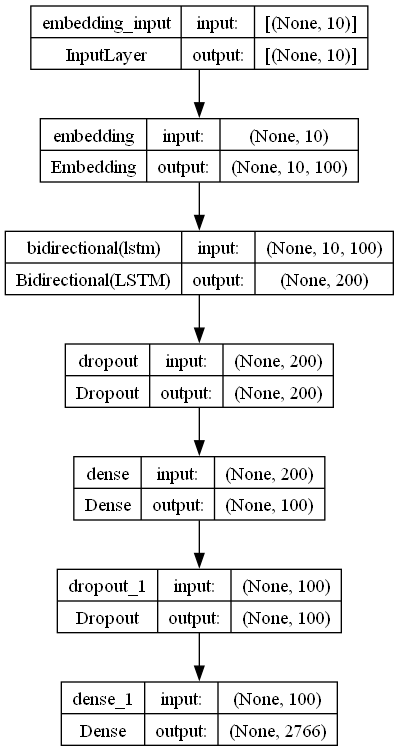 embedding_input input: [(None, 10)]
InputLayer output: [(None, 10)]
embedding input: (None, 10)
Embedding output: (None, 10, 100)
bidirectional(lstm) input: (None, 10, 100)
Bidirectional(LSTM) output: (None, 200)
dropout input: (None, 200)
Dropout output: (None, 200)
dense input: (None, 200)
Dense output: (None, 100)
dropout_1 input: (None, 100)
Dropout output: (None, 100)
dense_1 input: (None, 100)
Dense output: (None, 2766)